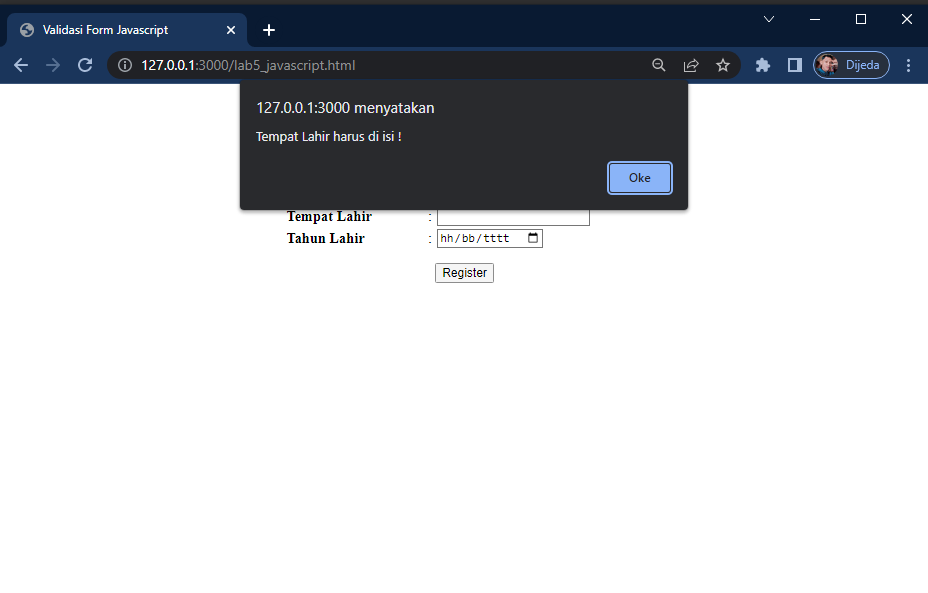 Validasi Form Javascript
127.0.0.1:3000/lab5_javascript.html
Dijeda
127.0.0.1:3000 menyatakan
Tempat Lahir harus di isi !
Oke
Tempat Lahir :
Tahun Lahir : hh/bb/tttt
Register